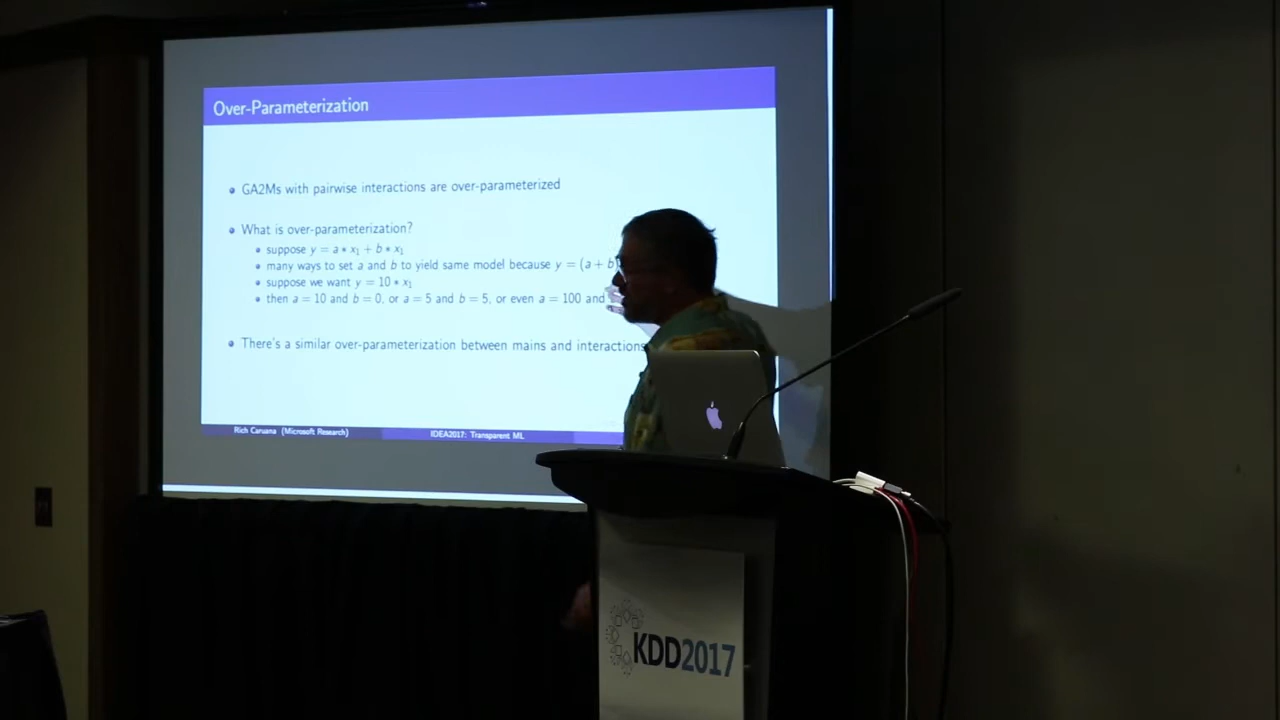 Over-Parameterization
GA2Ms with pairwise interactions are over-parameterized
What is over-parameterization?
suppose y = a ∗ x₁ + b ∗ x₁
many ways to set a and b to yield same model because y = (a + b
suppose we want y = 10 ∗ x₁
then a = 10 and b = 0, or a = 5 and b = 5, or even a = 100 and
There's a similar over-parameterization between mains and interactions
Rich Caruana (Microsoft Research)
IDEA2017: Transparent ML
KDD2017